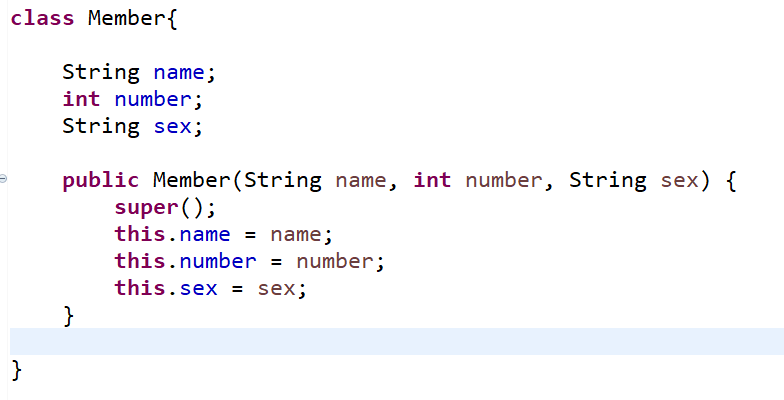 class Member{
String name;
int number;
String sex;
public Member(String name, int number, String sex) {
super();
this.name = name;
this.number = number;
this.sex = sex;
}
}